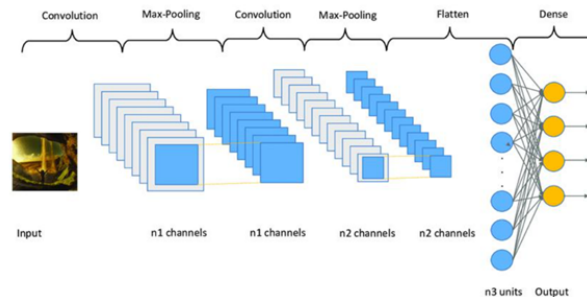 Convolution
Max-Pooling
Convolution
Max-Pooling
Flatten
Dense
Input
n1 channels
n1 channels
n2 channels
n2 channels
n3 units
Output